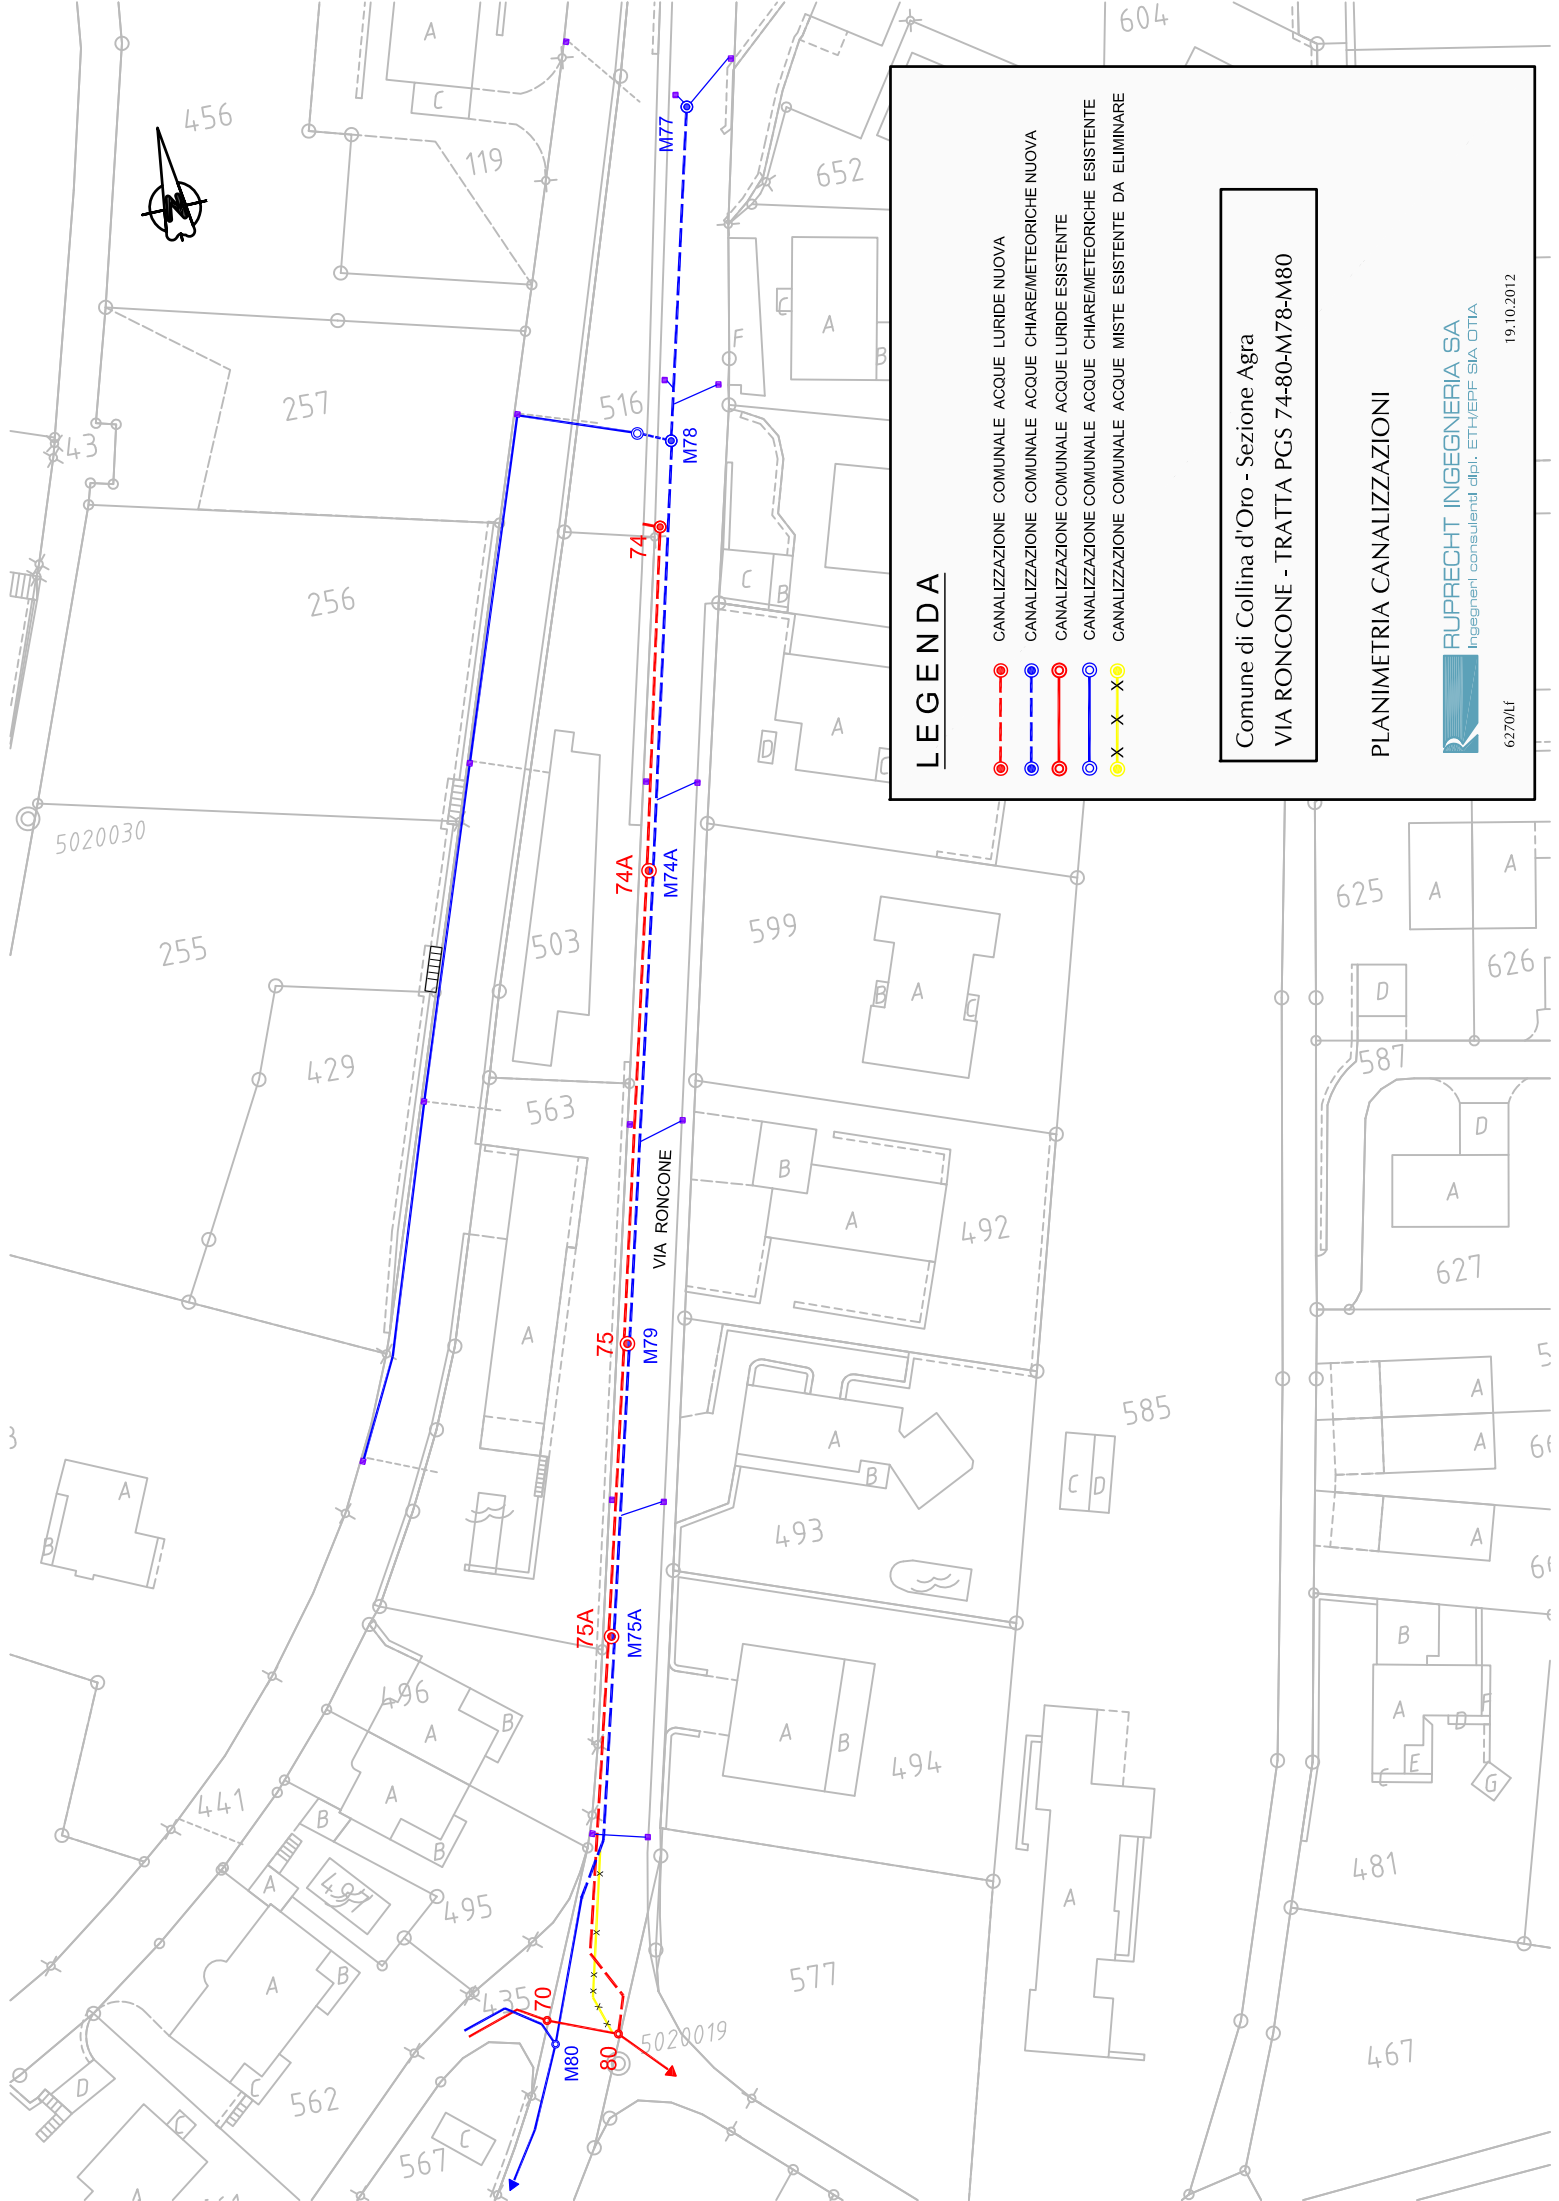 LEGENDA
CANALIZZAZIONE COMUNALE ACQUE LURIDE NUOVA
CANALIZZAZIONE COMUNALE ACQUE CHIARE/METEORICHE NUOVA
CANALIZZAZIONE COMUNALE ACQUE LURIDE ESISTENTE
CANALIZZAZIONE COMUNALE ACQUE CHIARE/METEORICHE ESISTENTE
X X X CANALIZZAZIONE COMUNALE ACQUE MISTE ESISTENTE DA ELIMINARE
Comune di Collina d'Oro - Sezione Agra
VIA RONCONE - TRATTA PGS 74-80-M78-M80
PLANIMETRIA CANALIZZAZIONI
RUPRECHT INGEGNERIA SA
Ingegneri consulenti dipl. ETH/EPF SIA OTIA
6270/Lf
19.10.2012
VIA RONCONE
M77
M78
74
74A
M74A
75
M79
75A
M75A
70
M80
80
N
456
119
604
652
257
516
43
256
5020030
255
503
599
429
563
492
625
626
587
627
585
493
496
441
494
495
497
435
577
5020019
481
467
562
567
A
C
F
C
A
B
C
B
A
D
C
B
A
C
B
A
A
A
B
C
D
A
B
A
B
A
B
A
B
A
B
A
B
A
B
D
C
C
C
A
A
A
A
D
D
A
A
A
A
B
A
F
D
E
C
G